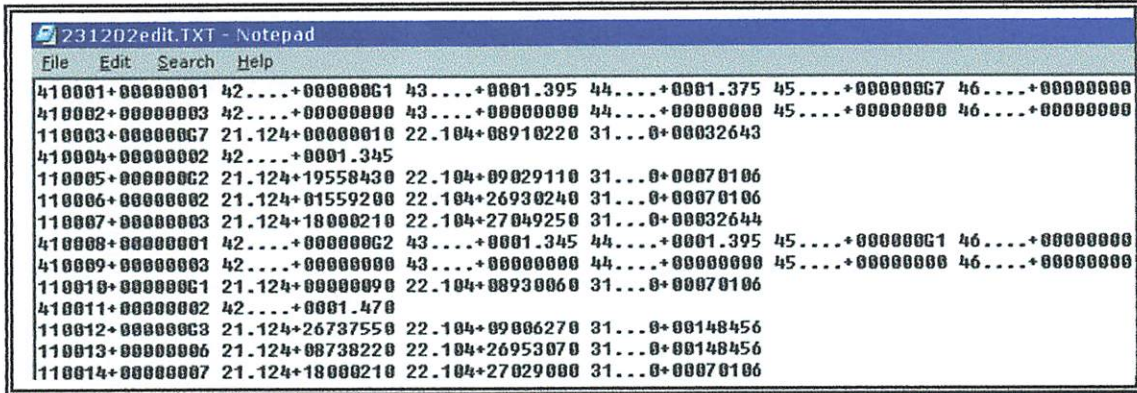 231202edit.TXT - Notepad
File Edit Search Help
410001+00000001 42....+000000G1 43....+0001.395 44....+0001.375 45....+000000G7 46....+00000000
410002+00000003 42....+00000000 43....+00000000 44....+00000000 45....+00000000 46....+00000000
110003+000000G7 21.124+00000010 22.104+08910220 31...0+00032643
410004+00000002 42....+0001.345
110005+000000G2 21.124+19558430 22.104+09029110 31...0+00070106
110006+00000002 21.124+01559200 22.104+26930240 31...0+00070106
110007+00000003 21.124+18000210 22.104+27049250 31...0+00032644
410008+00000001 42....+000000G2 43....+0001.345 44....+0001.395 45....+000000G1 46....+00000000
410009+00000003 42....+00000000 43....+00000000 44....+00000000 45....+00000000 46....+00000000
110010+000000G1 21.124+00000090 22.104+08930060 31...0+00070106
410011+00000002 42....+0001.470
110012+000000G3 21.124+26737550 22.104+09006270 31...0+00148456
110013+00000006 21.124+08738220 22.104+26953070 31...0+00148456
110014+00000007 21.124+18000210 22.104+27029000 31...0+00070106